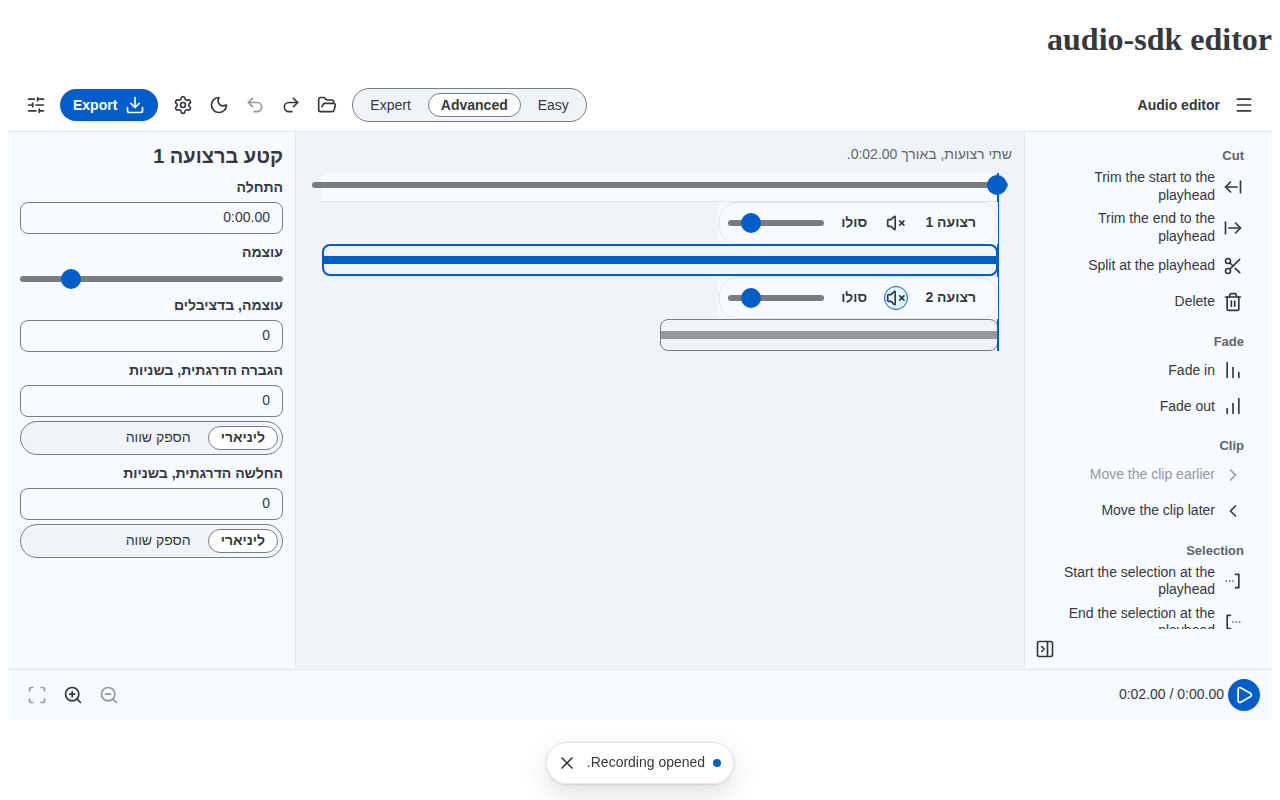 audio-sdk editor
Audio editor
Easy
Advanced
Expert
Export
Cut
Trim the start to the
playhead
Trim the end to the
playhead
Split at the playhead
Delete
Fade
Fade in
Fade out
Clip
Move the clip earlier
Move the clip later
Selection
Start the selection at the
playhead
End the selection at the
playhead
שתי רצועות, באורך 0:02.00.
רצועה 1
סולו
רצועה 2
סולו
קטע ברצועה 1
התחלה
0:00.00
עוצמה
עוצמה, בדציבלים
0
הגברה הדרגתית, בשניות
0
ליניארי
הספק שווה
החלשה הדרגתית, בשניות
0
ליניארי
הספק שווה
0:02.00 / 0:00.00
.Recording opened